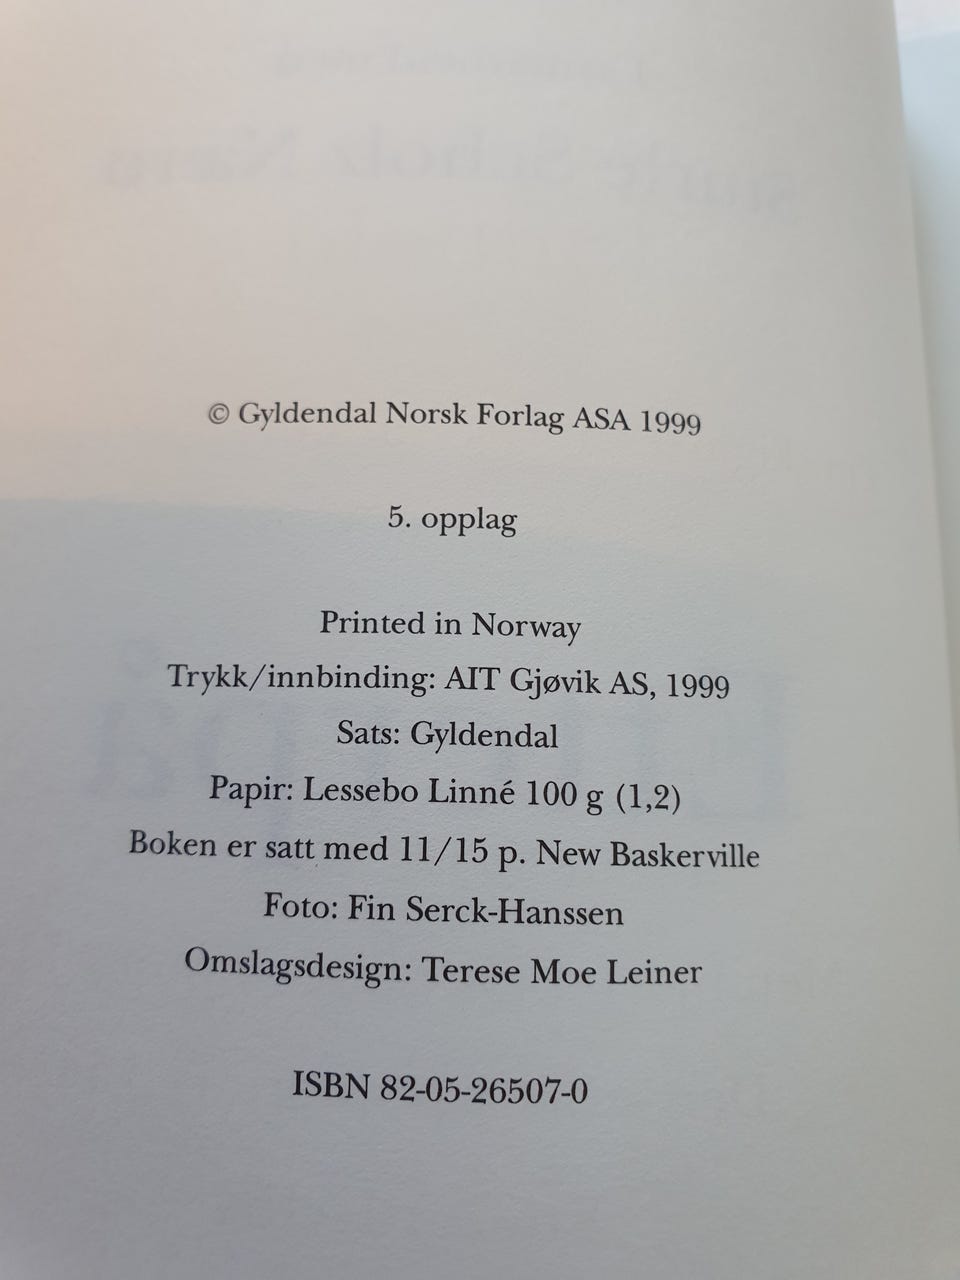 © Gyldendal Norsk Forlag ASA 1999
5. opplag
Printed in Norway
Trykk/innbinding: AIT Gjøvik AS, 1999
Sats: Gyldendal
Papir: Lessebo Linné 100 g (1,2)
Boken er satt med 11/15 p. New Baskerville
Foto: Fin Serck-Hanssen
Omslagsdesign: Terese Moe Leiner
ISBN 82-05-26507-0